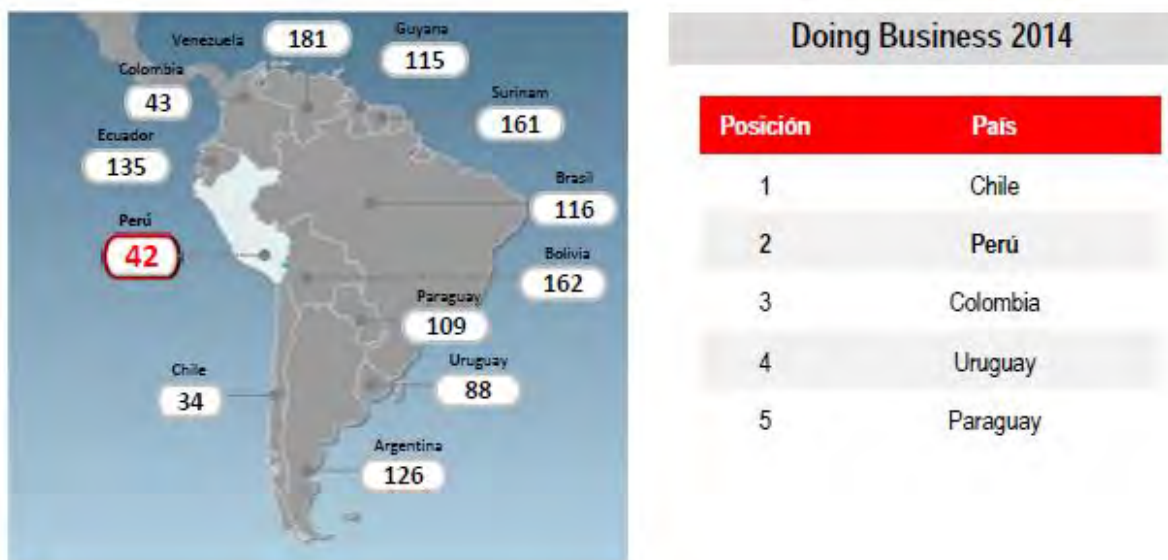 Venezuela
181
Guyana
115
Colombia
43
Surinam
161
Ecuador
135
Brasil
116
Perú
42
Bolivia
162
Paraguay
109
Uruguay
88
Chile
34
Argentina
126
Doing Business 2014
Posición País
1 Chile
2 Perú
3 Colombia
4 Uruguay
5 Paraguay